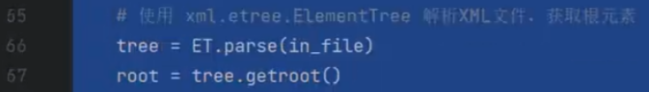 65 # 使用 xml.etree.ElementTree 解析XML文件. 获取根元素
66 tree = ET.parse(in_file)
67 root = tree.getroot()